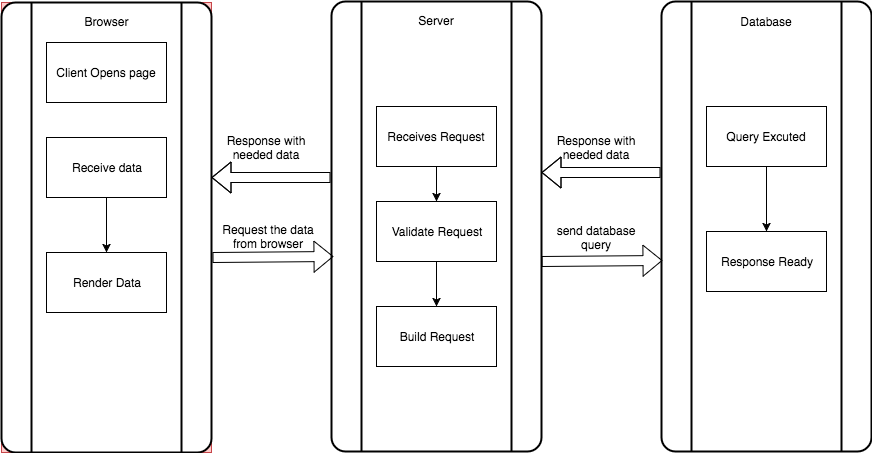 Browser
Client Opens page
Receive data
Render Data
Response with
needed data
Request the data
from browser
Server
Receives Request
Validate Request
Build Request
Response with
needed data
send database
query
Database
Query Excuted
Response Ready